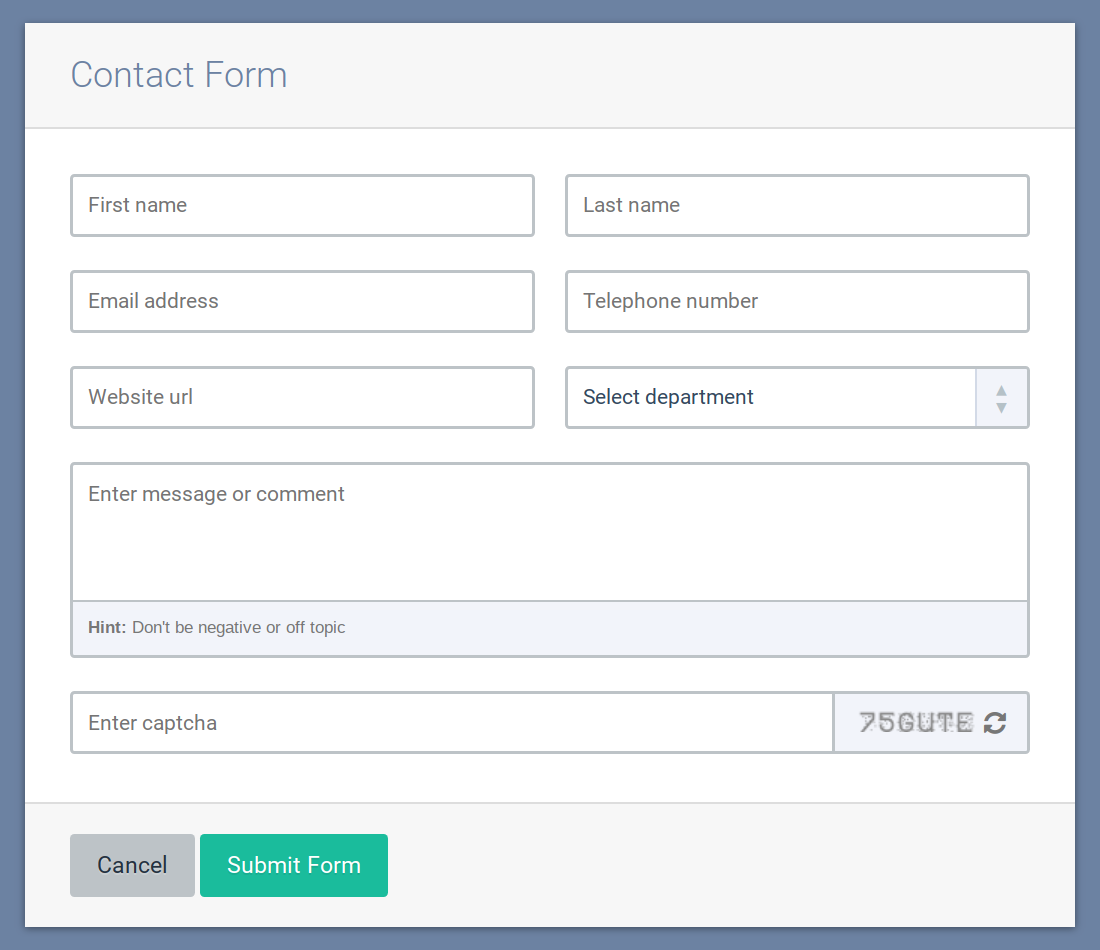 Contact Form
First name
Last name
Email address
Telephone number
Website url
Select department
Enter message or comment
Hint: Don't be negative or off topic
Enter captcha
75GUTE
Cancel
Submit Form